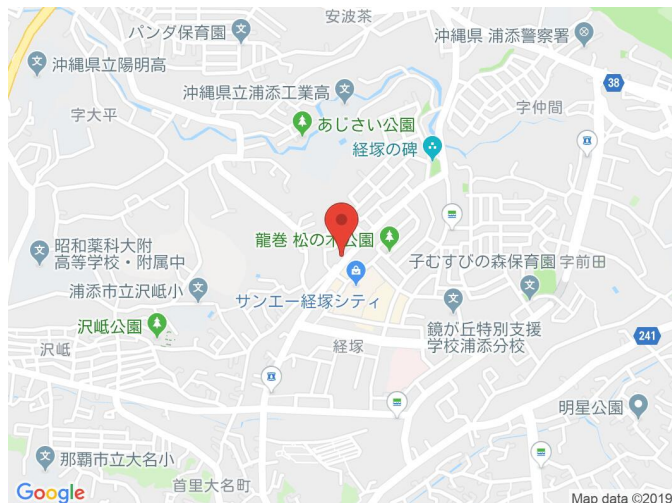 安波茶
パンダ保育園
沖縄県 浦添警察署
沖縄県立陽明高
38
沖縄県立浦添工業高
字大平
字仲間
あじさい公園
経塚の碑
龍巻 松の木公園
昭和薬科大附
高等学校・附属中
子むすびの森保育園
字前田
浦添市立沢岻小
サンエー経塚シティ
沢岻公園
鏡が丘特別支援
学校浦添分校
241
沢岻
経塚
明星公園
那覇市立大名小
首里大名町
Google
Map data ©2019